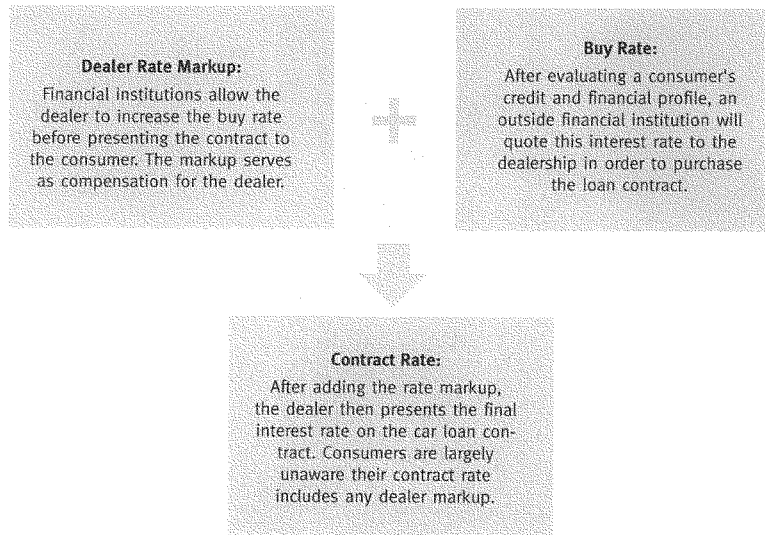 Dealer Rate Markup:
Financial institutions allow the
dealer to increase the buy rate
before presenting the contract to
the consumer. The markup serves
as compensation for the dealer.
+
Buy Rate:
After evaluating a consumer's
credit and financial profile, an
outside financial institution will
quote this interest rate to the
dealership in order to purchase
the loan contract.
Contract Rate:
After adding the rate markup,
the dealer then presents the final
interest rate on the car loan con-
tract. Consumers are largely
unaware their contract rate
includes any dealer markup.